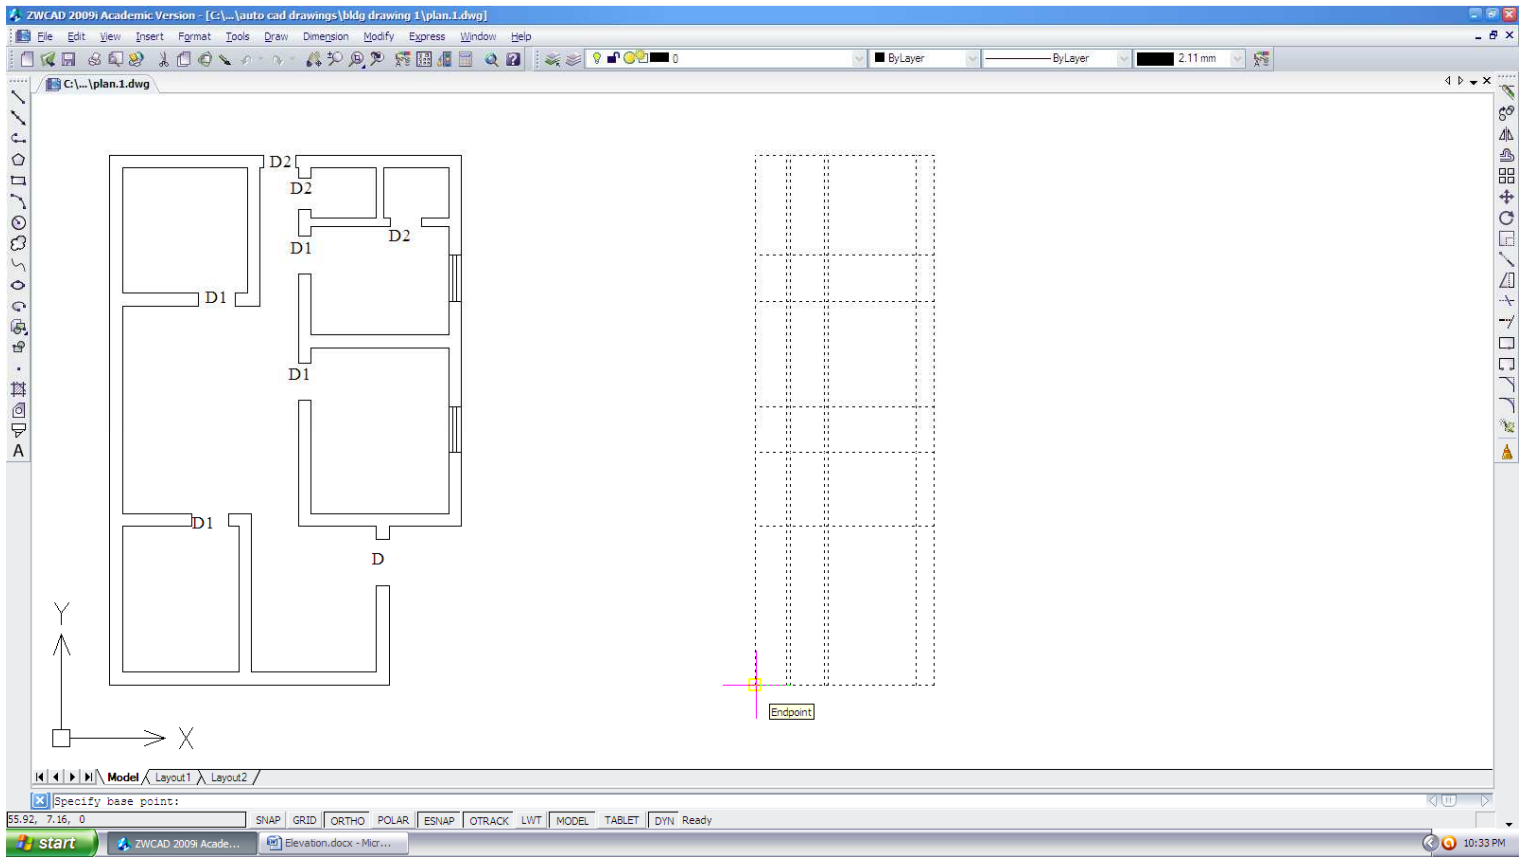 ZWCAD 2009i Academic Version - [C:\...\auto cad drawings\bldg drawing 1\plan.1.dwg]
File Edit View Insert Format Tools Draw Dimension Modify Express Window Help
0 ByLayer ByLayer 2.11 mm
C:\...\plan.1.dwg
D2
D2
D2
D1
D1
D1
D1
D
Y
X
A
Endpoint
Model Layout1 Layout2
Specify base point:
55.92, 7.16, 0 SNAP GRID ORTHO POLAR ESNAP OTRACK LWT MODEL TABLET DYN Ready
start ZWCAD 2009i Acade... Elevation.docx - Micr... 10:33 PM